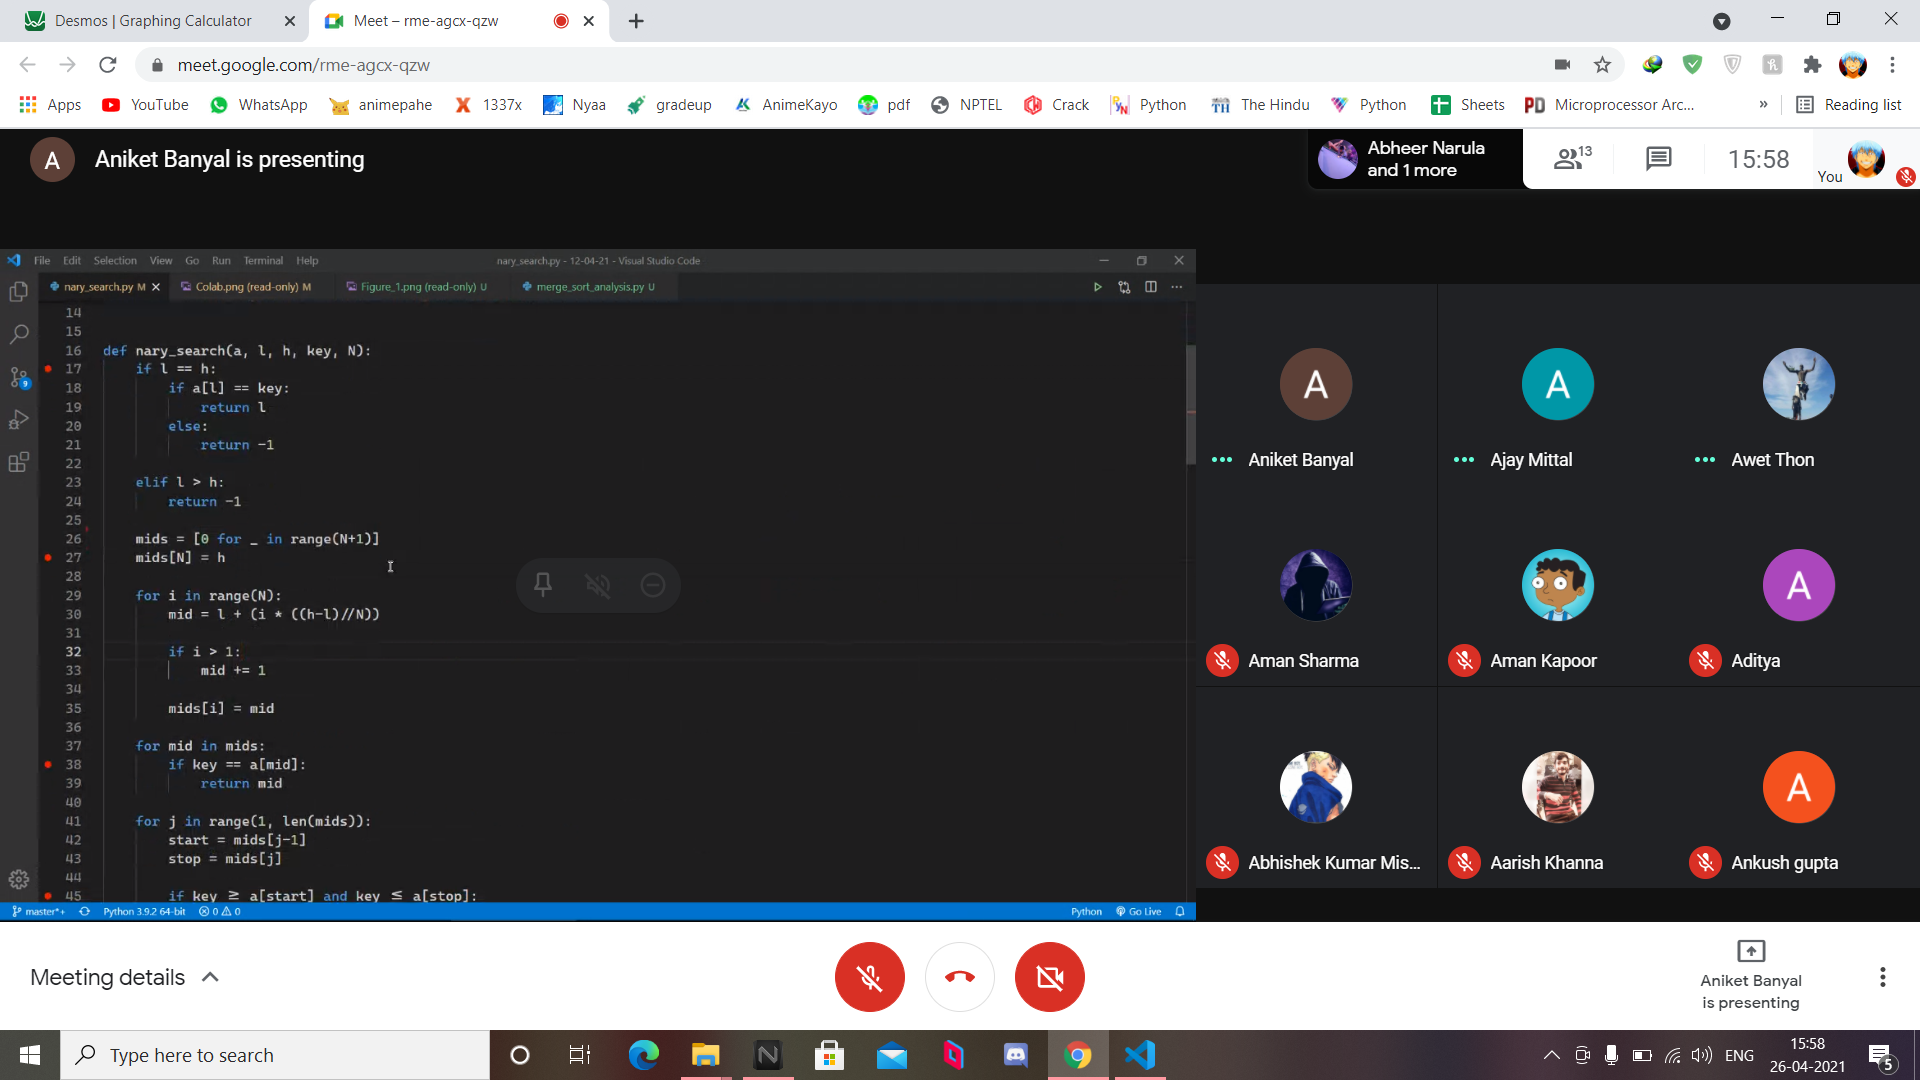 Desmos | Graphing Calculator
Meet – rme-agcx-qzw
meet.google.com/rme-agcx-qzw
Apps
YouTube
WhatsApp
animepahe
1337x
Nyaa
gradeup
AnimeKayo
pdf
NPTEL
Crack
Python
The Hindu
Python
Sheets
Microprocessor Arc...
»
Reading list
A
Aniket Banyal is presenting
Abheer Narula
and 1 more
13
15:58
You
File Edit Selection View Go Run Terminal Help
nary_search.py - 12-04-21 - Visual Studio Code
nary_search.py M
Colab.png (read-only) M
Figure_1.png (read-only) U
merge_sort_analysis.py U
14
15
16 def nary_search(a, l, h, key, N):
17 if l == h:
18 if a[l] == key:
19 return l
20 else:
21 return -1
22
23 elif l > h:
24 return -1
25
26 mids = [0 for _ in range(N+1)]
27 mids[N] = h
28
29 for i in range(N):
30 mid = l + (i * ((h-l)//N))
31
32 if i > 1:
33 mid += 1
34
35 mids[i] = mid
36
37 for mid in mids:
38 if key == a[mid]:
39 return mid
40
41 for j in range(1, len(mids)):
42 start = mids[j-1]
43 stop = mids[j]
44
45 if key ≥ a[start] and key ≤ a[stop]:
9
master*+
Python 3.9.2 64-bit
0 0
Python
Go Live
A
Aniket Banyal
A
Ajay Mittal
Awet Thon
Aman Sharma
Aman Kapoor
A
Aditya
Abhishek Kumar Mis...
Aarish Khanna
A
Ankush gupta
Meeting details
Aniket Banyal
is presenting
Type here to search
ENG
15:58
26-04-2021
5